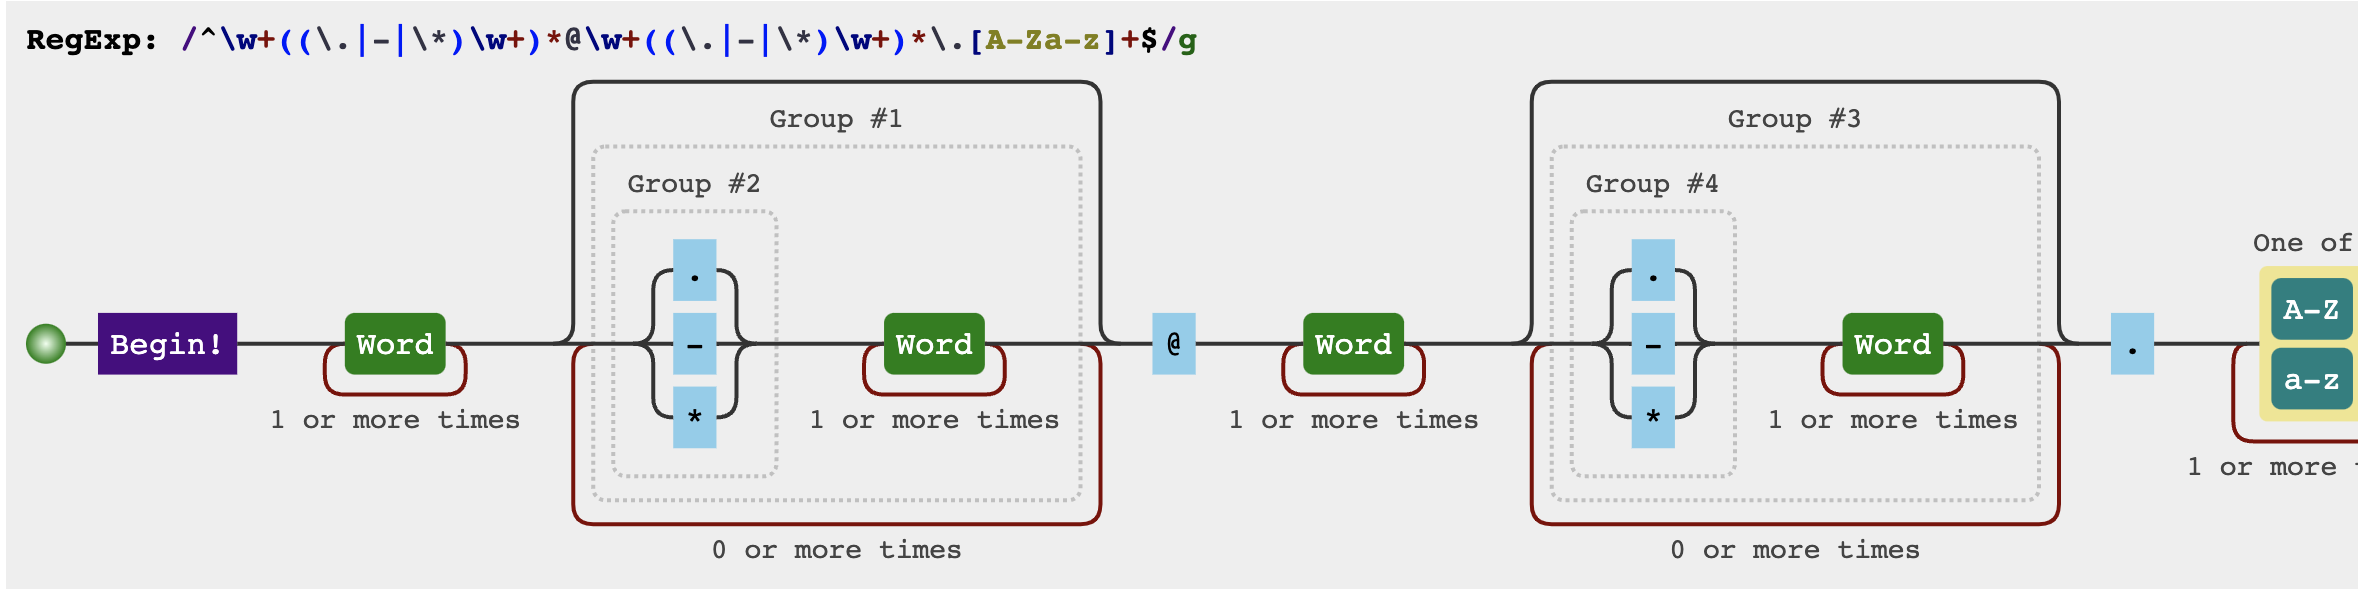 RegExp: /^\w+((\.|-|\*)\w+)*@\w+((\.|-|\*)\w+)*\.[A-Za-z]+$/g
Group #1
Group #3
Group #2
Group #4
One of
.
.
A-Z
Begin!
Word
-
Word
@
Word
-
Word
.
a-z
*
*
1 or more times
1 or more times
1 or more times
1 or more times
1 or more
0 or more times
0 or more times